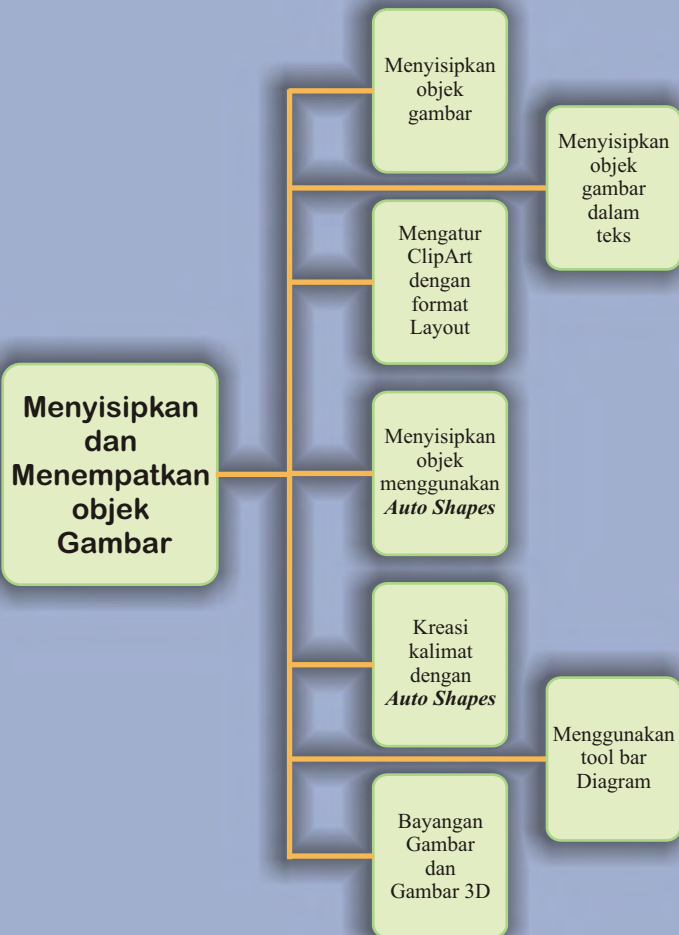 Menyisipkan
dan
Menempatkan
objek
Gambar
Menyisipkan
objek
gambar
Menyisipkan
objek
gambar
dalam
teks
Mengatur
ClipArt
dengan
format
Layout
Menyisipkan
objek
menggunakan
Auto Shapes
Kreasi
kalimat
dengan
Auto Shapes
Menggunakan
tool bar
Diagram
Bayangan
Gambar
dan
Gambar 3D